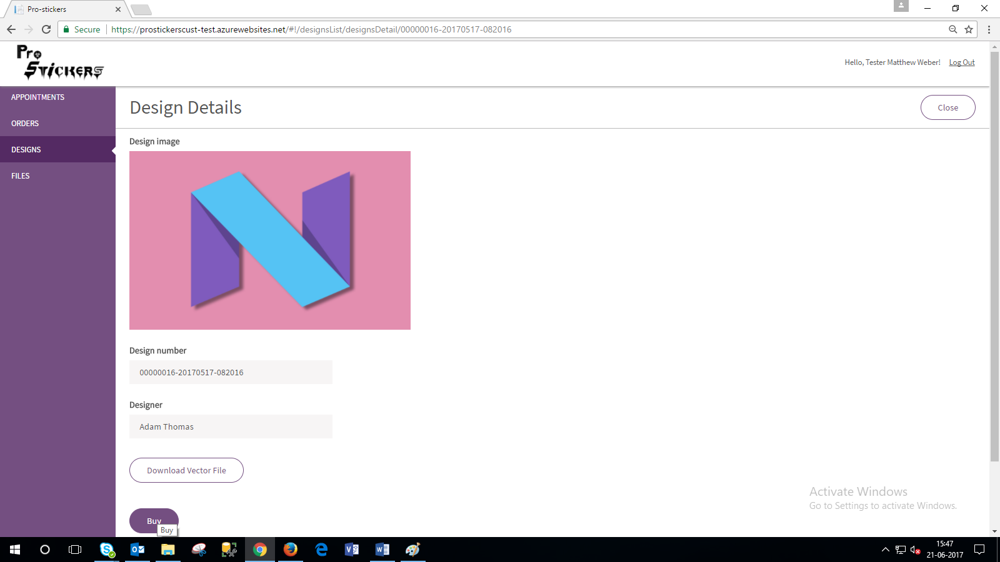 Pro-stickers
Secure
https://prostickerscust-test.azurewebsites.net/#!/designsList/designsDetail/00000016-20170517-082016
Pro
Stickers
Hello, Tester Matthew Weber!
Log Out
APPOINTMENTS
ORDERS
DESIGNS
FILES
Design Details
Close
Design image
Design number
00000016-20170517-082016
Designer
Adam Thomas
Download Vector File
Buy
Buy
Activate Windows
Go to Settings to activate Windows.
15:47
21-06-2017